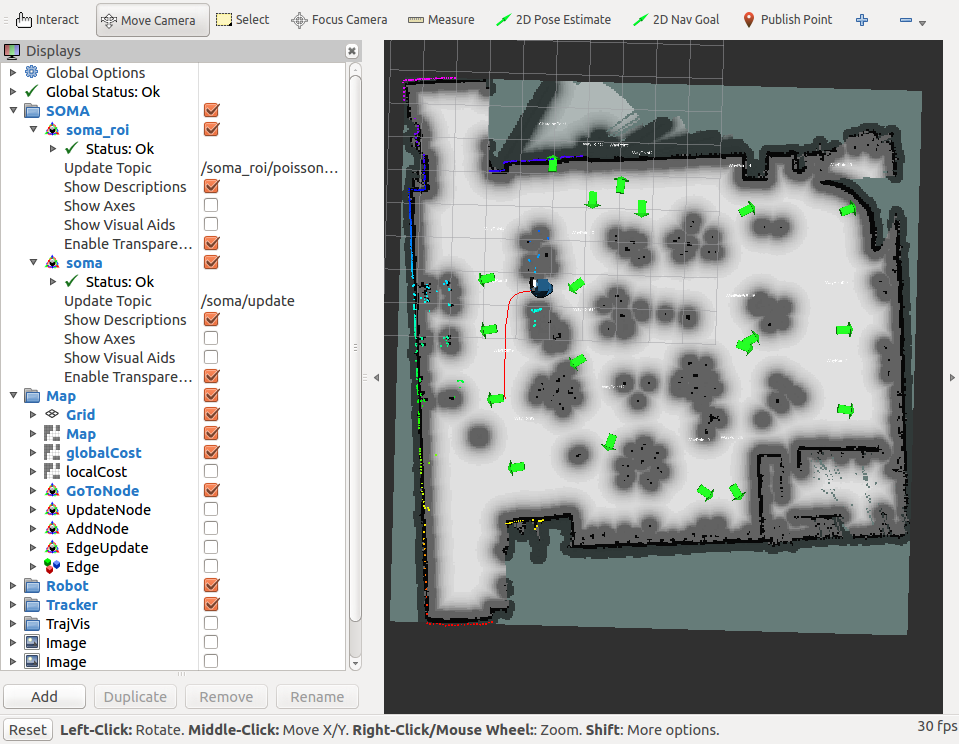 Interact Move Camera Select Focus Camera Measure 2D Pose Estimate 2D Nav Goal Publish Point
Displays
Global Options
Global Status: Ok
SOMA
soma_roi
Status: Ok
Update Topic /soma_roi/poisson...
Show Descriptions
Show Axes
Show Visual Aids
Enable Transpare...
soma
Status: Ok
Update Topic /soma/update
Show Descriptions
Show Axes
Show Visual Aids
Enable Transpare...
Map
Grid
Map
globalCost
localCost
GoToNode
UpdateNode
AddNode
EdgeUpdate
Edge
Robot
Tracker
TrajVis
Image
Image
Add Duplicate Remove Rename
Reset Left-Click: Rotate. Middle-Click: Move X/Y. Right-Click/Mouse Wheel:: Zoom. Shift: More options. 30 fps